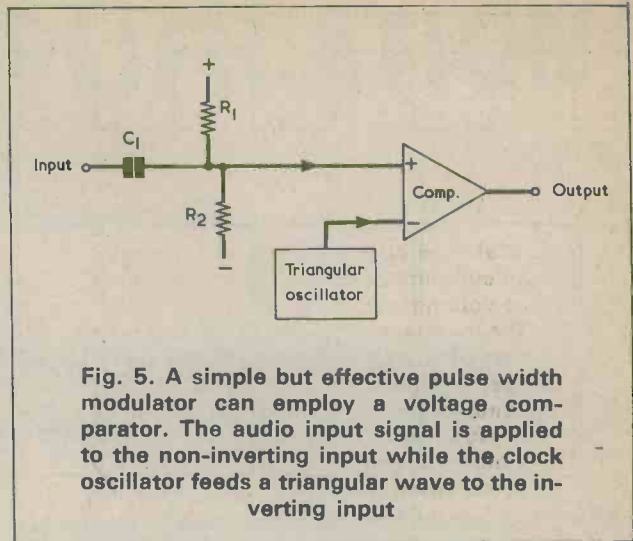 +
R1
C1
Input
R2
−
+
Comp.
−
Output
Triangular
oscillator
Fig. 5. A simple but effective pulse width
modulator can employ a voltage com-
parator. The audio input signal is applied
to the non-inverting input while the clock
oscillator feeds a triangular wave to the in-
verting input